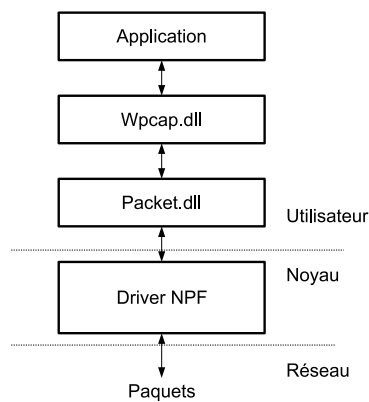 Application
Wpcap.dll
Packet.dll
Utilisateur
Noyau
Driver NPF
Réseau
Paquets